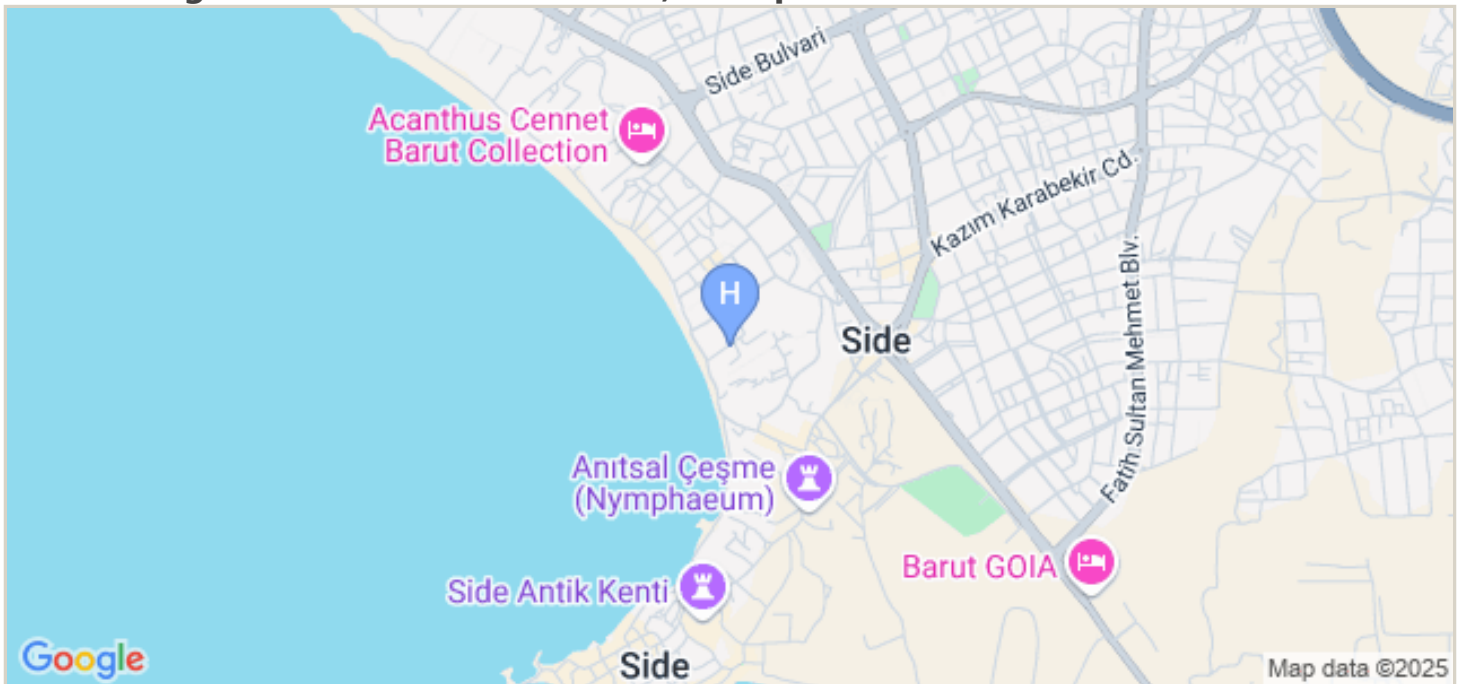 Side Bulvari
Acanthus Cennet
Barut Collection
Kazım Karabekir Cd.
H
Side
Fatih Sultan Mehmet Blv.
Anıtsal Çeşme
(Nymphaeum)
Barut GOIA
Side Antik Kenti
Google
Side
Map data ©2025